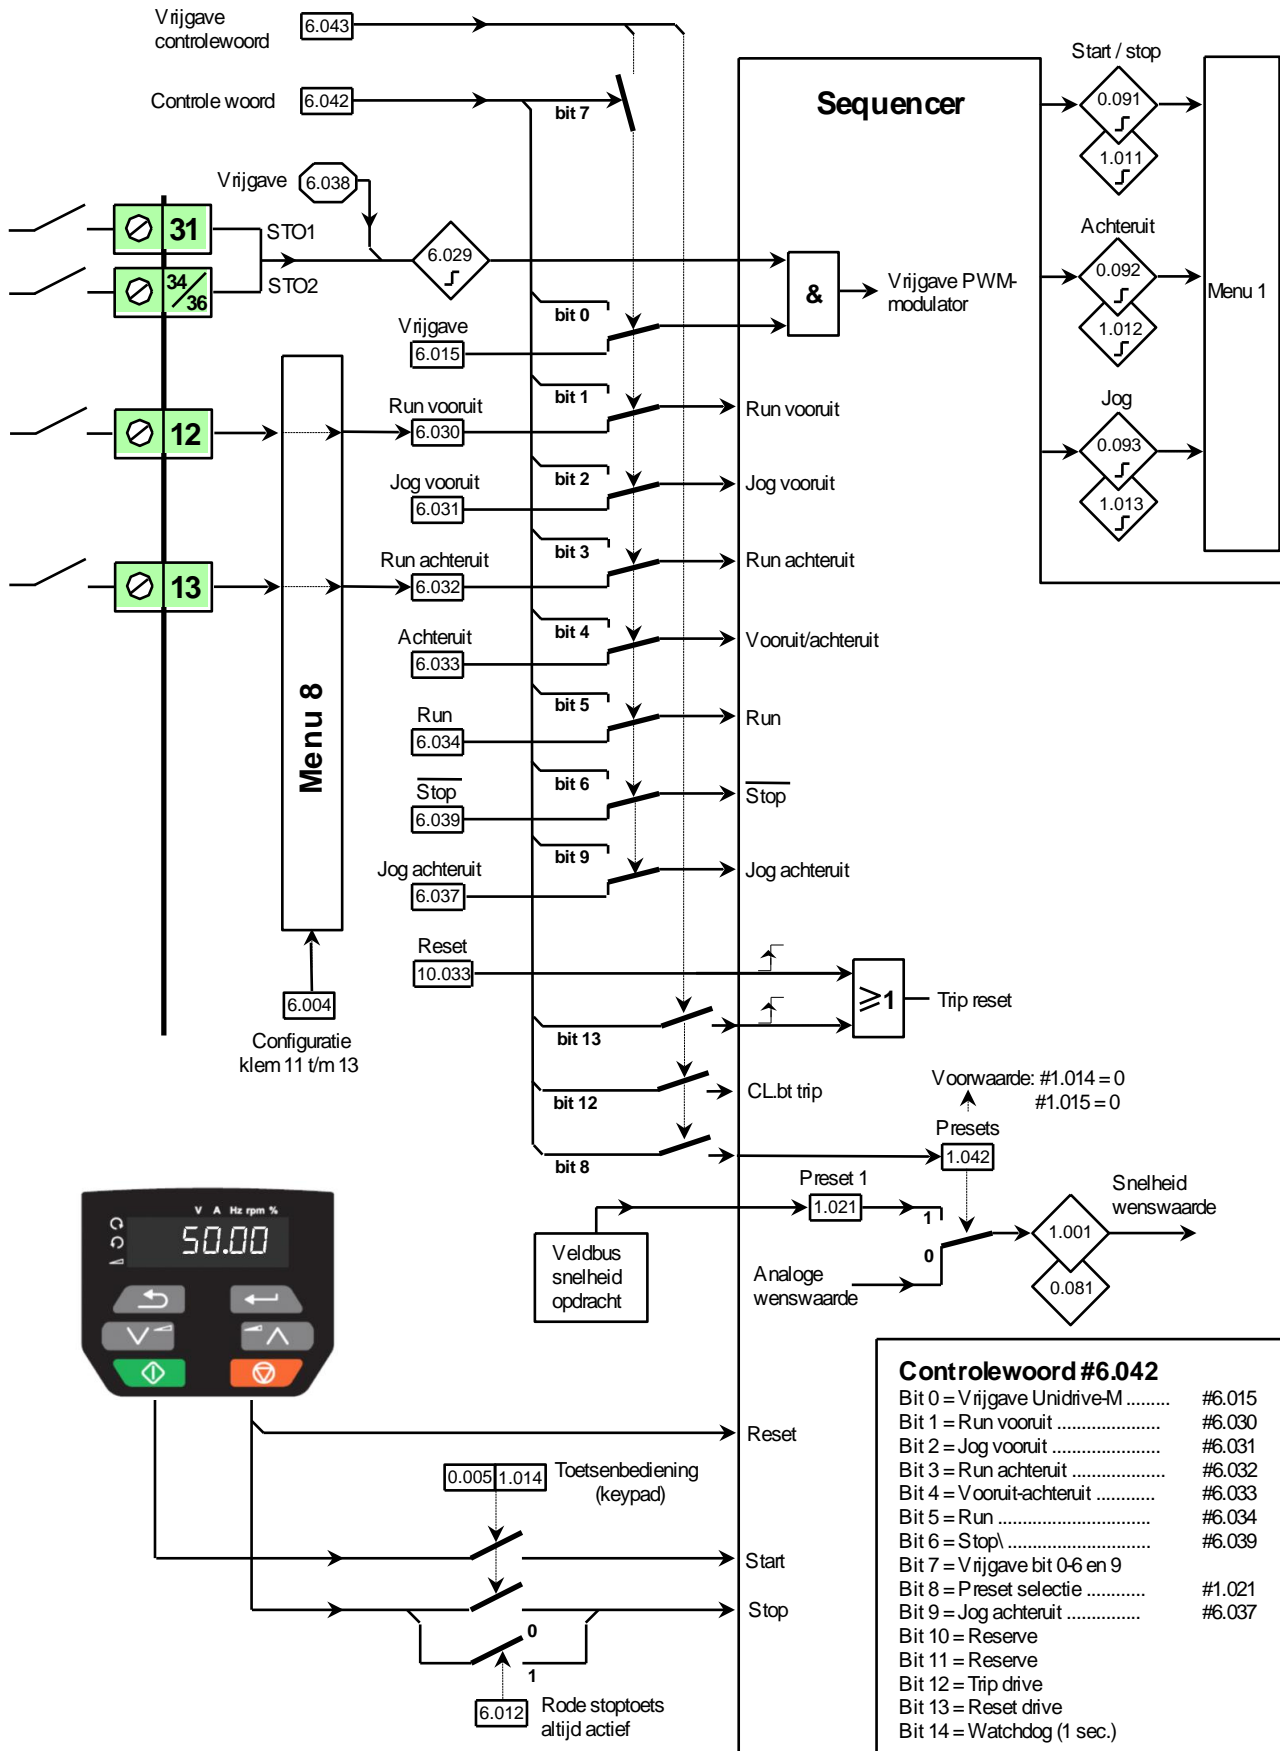 Vrijgave
controlewoord
6.043
Controle woord
6.042
bit 7
Vrijgave
6.038
31
STO1
34/36
STO2
6.029
&
Vrijgave PWM-
modulator
Sequencer
Start / stop
0.091
1.011
Achteruit
0.092
1.012
Jog
0.093
1.013
Menu 1
bit 0
Vrijgave
6.015
bit 1
12
Run vooruit
6.030
Run vooruit
bit 2
Jog vooruit
6.031
Jog vooruit
bit 3
13
Run achteruit
6.032
Run achteruit
bit 4
Achteruit
6.033
Vooruit/achteruit
bit 5
Run
6.034
Run
bit 6
Stop
6.039
Stop
bit 9
Jog achteruit
6.037
Jog achteruit
Menu 8
6.004
Configuratie
klem 11 t/m 13
Reset
10.033
≥1
Trip reset
bit 13
bit 12
CL.bt trip
bit 8
Voorwaarde: #1.014 = 0
#1.015 = 0
Presets
1.042
Preset 1
1.021
1
0
Veldbus
snelheid
opdracht
Analoge
wenswaarde
1.001
0.081
Snelheid
wenswaarde
V A Hz rpm %
50.00
Reset
0.005 1.014
Toetsenbediening
(keypad)
Start
Stop
0
1
6.012
Rode stoptoets
altijd actief
Controlewoord #6.042
Bit 0 = Vrijgave Unidrive-M ......... #6.015
Bit 1 = Run vooruit ..................... #6.030
Bit 2 = Jog vooruit ...................... #6.031
Bit 3 = Run achteruit ................... #6.032
Bit 4 = Vooruit-achteruit ............ #6.033
Bit 5 = Run ............................... #6.034
Bit 6 = Stop\ ............................. #6.039
Bit 7 = Vrijgave bit 0-6 en 9
Bit 8 = Preset selectie ............ #1.021
Bit 9 = Jog achteruit ............... #6.037
Bit 10 = Reserve
Bit 11 = Reserve
Bit 12 = Trip drive
Bit 13 = Reset drive
Bit 14 = Watchdog (1 sec.)